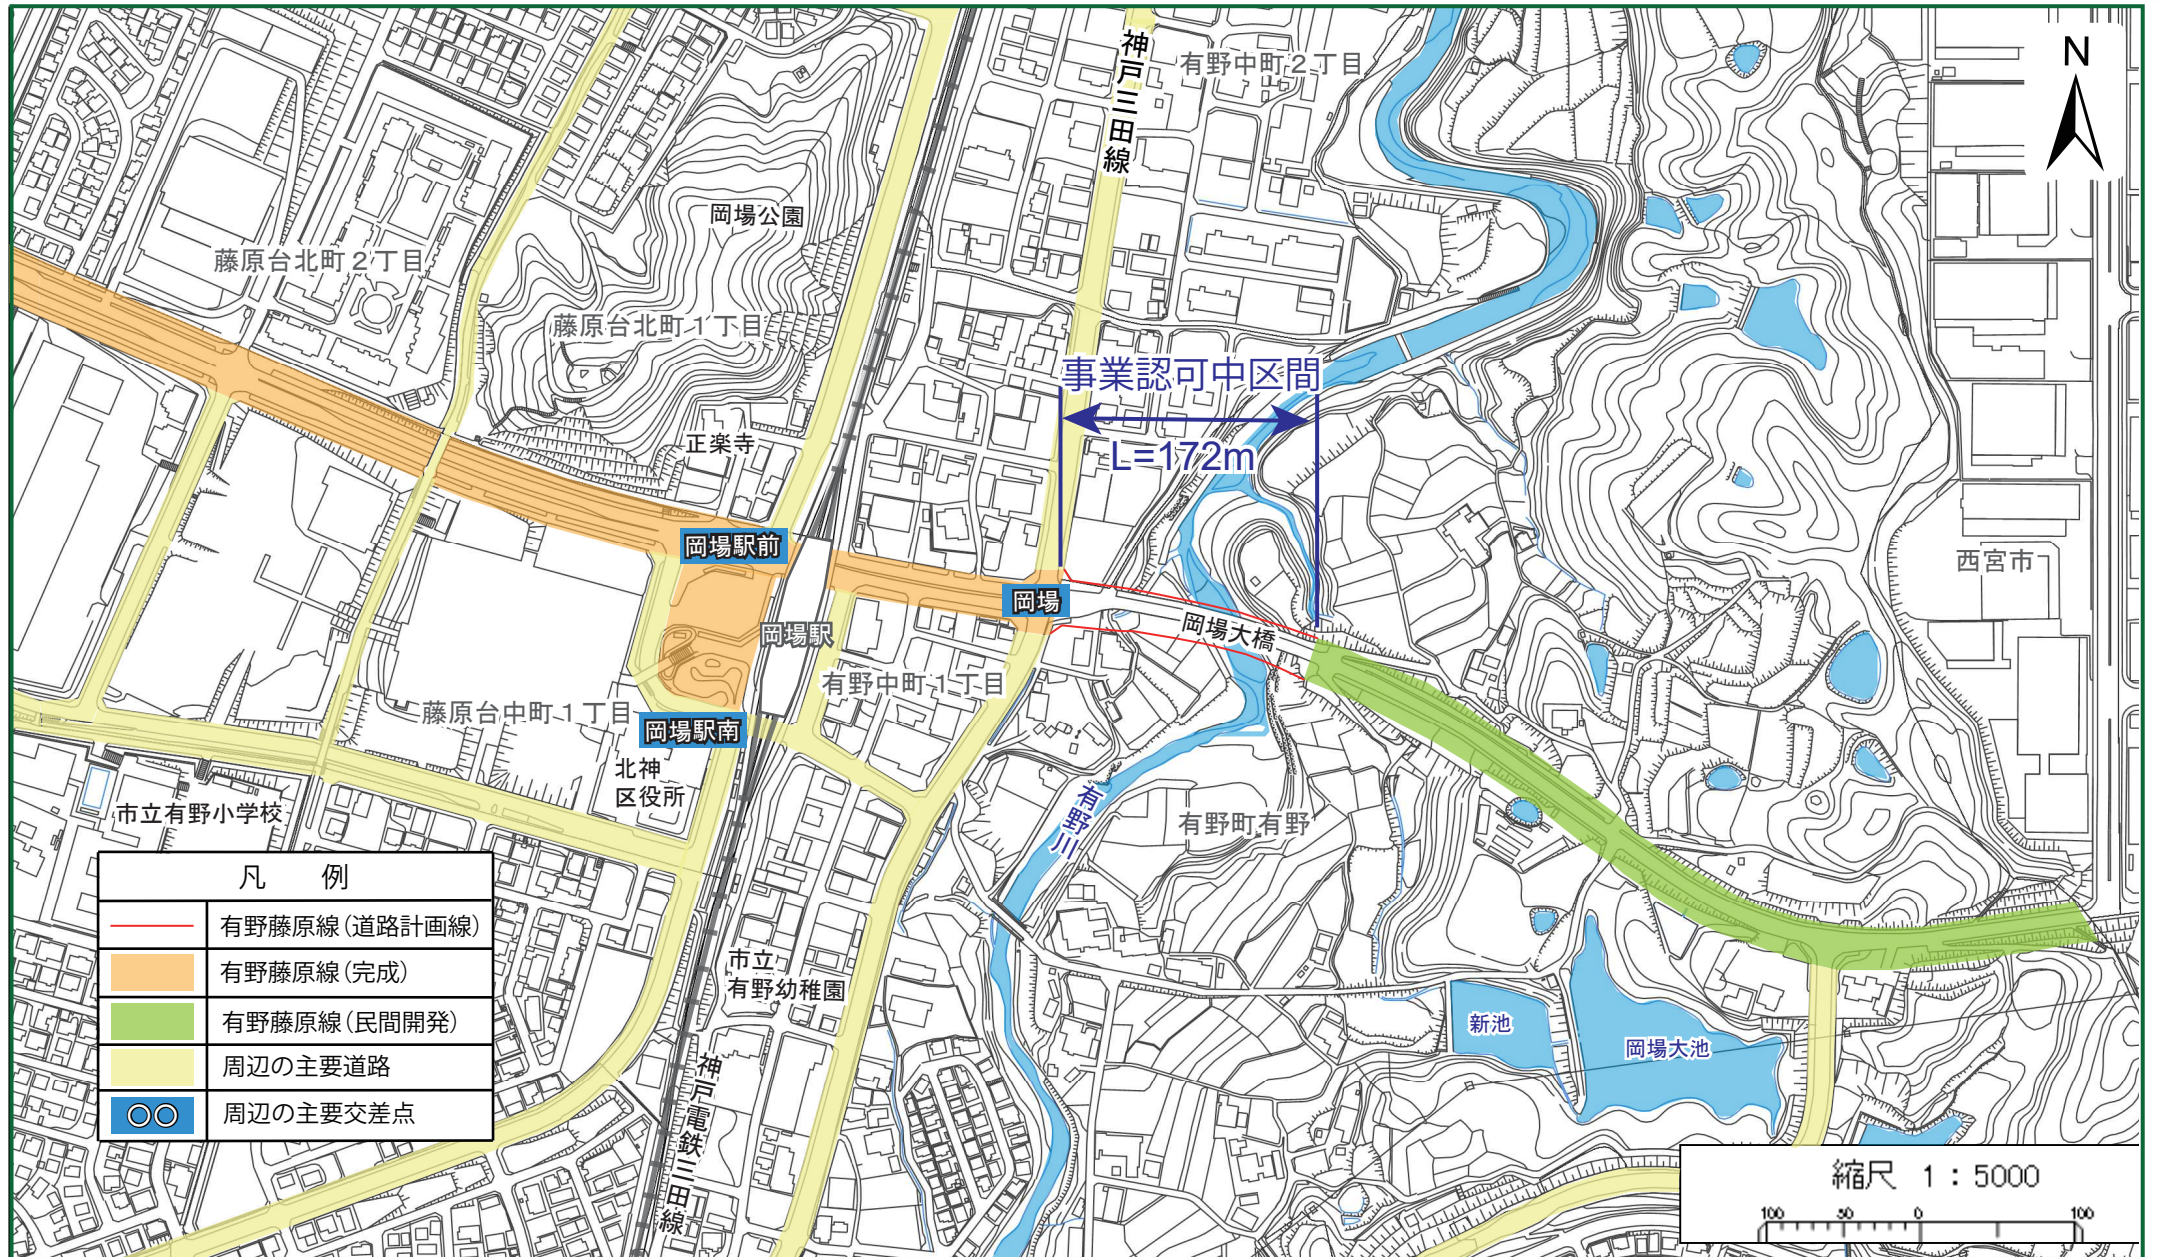 神戸三田線
有野中町2丁目
N
岡場公園
藤原台北町2丁目
藤原台北町1丁目
事業認可中区間
L=172m
正楽寺
岡場駅前
西宮市
岡場
岡場大橋
岡場駅
有野中町1丁目
藤原台中町1丁目
岡場駅南
北神
区役所
市立有野小学校
有野川
有野町有野
凡　例
有野藤原線(道路計画線)
有野藤原線(完成)
有野藤原線(民間開発)
周辺の主要道路
○○ 周辺の主要交差点
市立
有野幼稚園
新池
岡場大池
神戸電鉄三田線
縮尺 1：5000
100 50 0 100